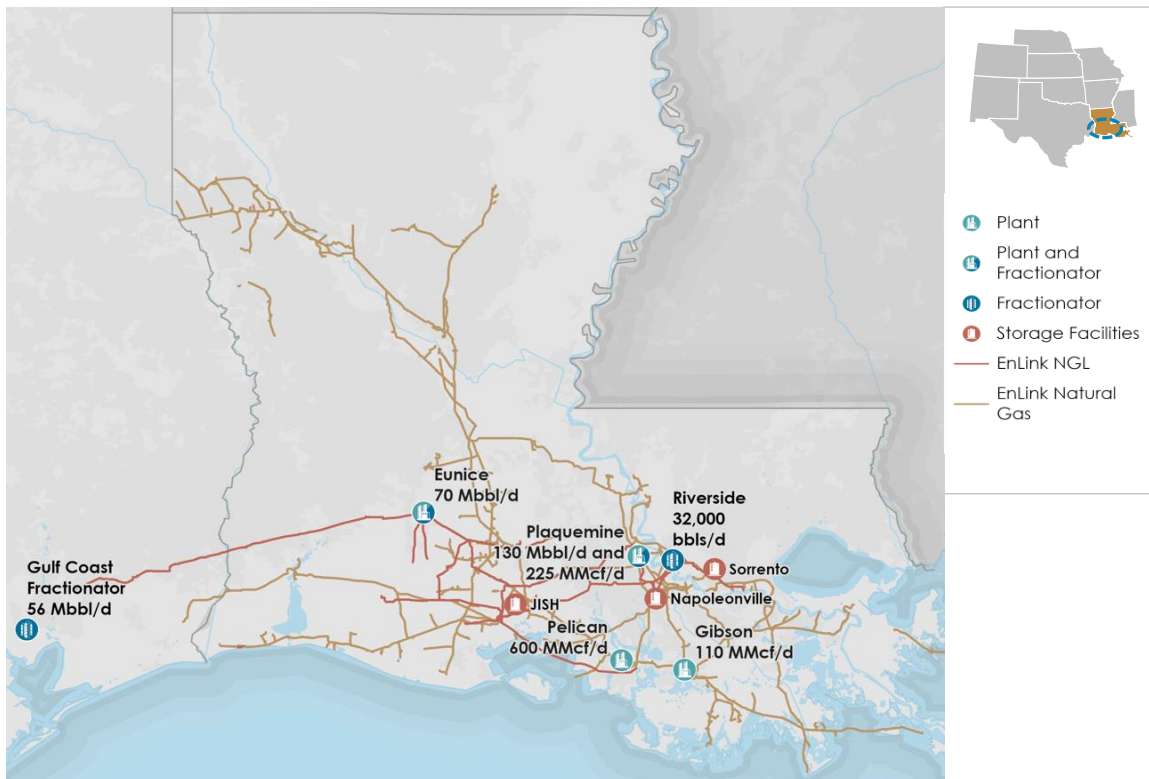 Eunice
70 Mbbl/d
Riverside
32,000
bbls/d
Plaquemine
130 Mbbl/d and
225 MMcf/d
Sorrento
Gulf Coast
Fractionator
56 Mbbl/d
JISH
Napoleonville
Pelican
600 MMcf/d
Gibson
110 MMcf/d
Plant
Plant and
Fractionator
Fractionator
Storage Facilities
EnLink NGL
EnLink Natural
Gas